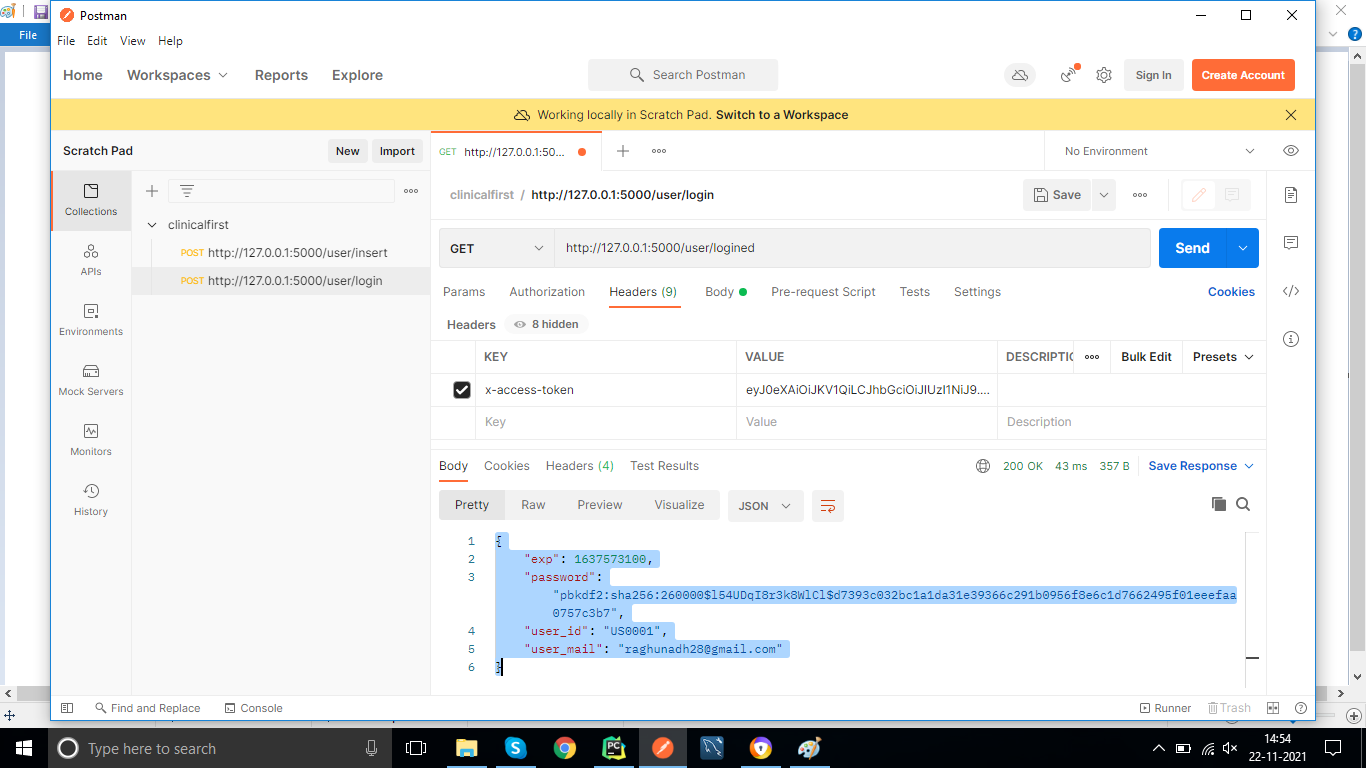 Postman
File
File Edit View Help
Home Workspaces Reports Explore
Search Postman
Sign In Create Account
Working locally in Scratch Pad. Switch to a Workspace
Scratch Pad New Import
GET http://127.0.0.1:50... No Environment
Collections
APIs
Environments
Mock Servers
Monitors
History
clinicalfirst
POST http://127.0.0.1:5000/user/insert
POST http://127.0.0.1:5000/user/login
clinicalfirst / http://127.0.0.1:5000/user/login Save
GET http://127.0.0.1:5000/user/logined Send
Params Authorization Headers (9) Body Pre-request Script Tests Settings Cookies
Headers 8 hidden
KEY VALUE DESCRIPTIC Bulk Edit Presets
x-access-token eyJ0eXAiOiJKV1QiLCJhbGciOiJIUzI1NiJ9....
Key Value Description
Body Cookies Headers (4) Test Results 200 OK 43 ms 357 B Save Response
Pretty Raw Preview Visualize JSON
1 {
2 "exp": 1637573100,
3 "password":
"pbkdf2:sha256:260000$l54UDqI8r3k8WlCl$d7393c032bc1a1da31e39366c291b0956f8e6c1d7662495f01eeefaa
0757c3b7",
4 "user_id": "US0001",
5 "user_mail": "raghunadh28@gmail.com"
6 }
Find and Replace Console Runner Trash
Type here to search
14:54
22-11-2021